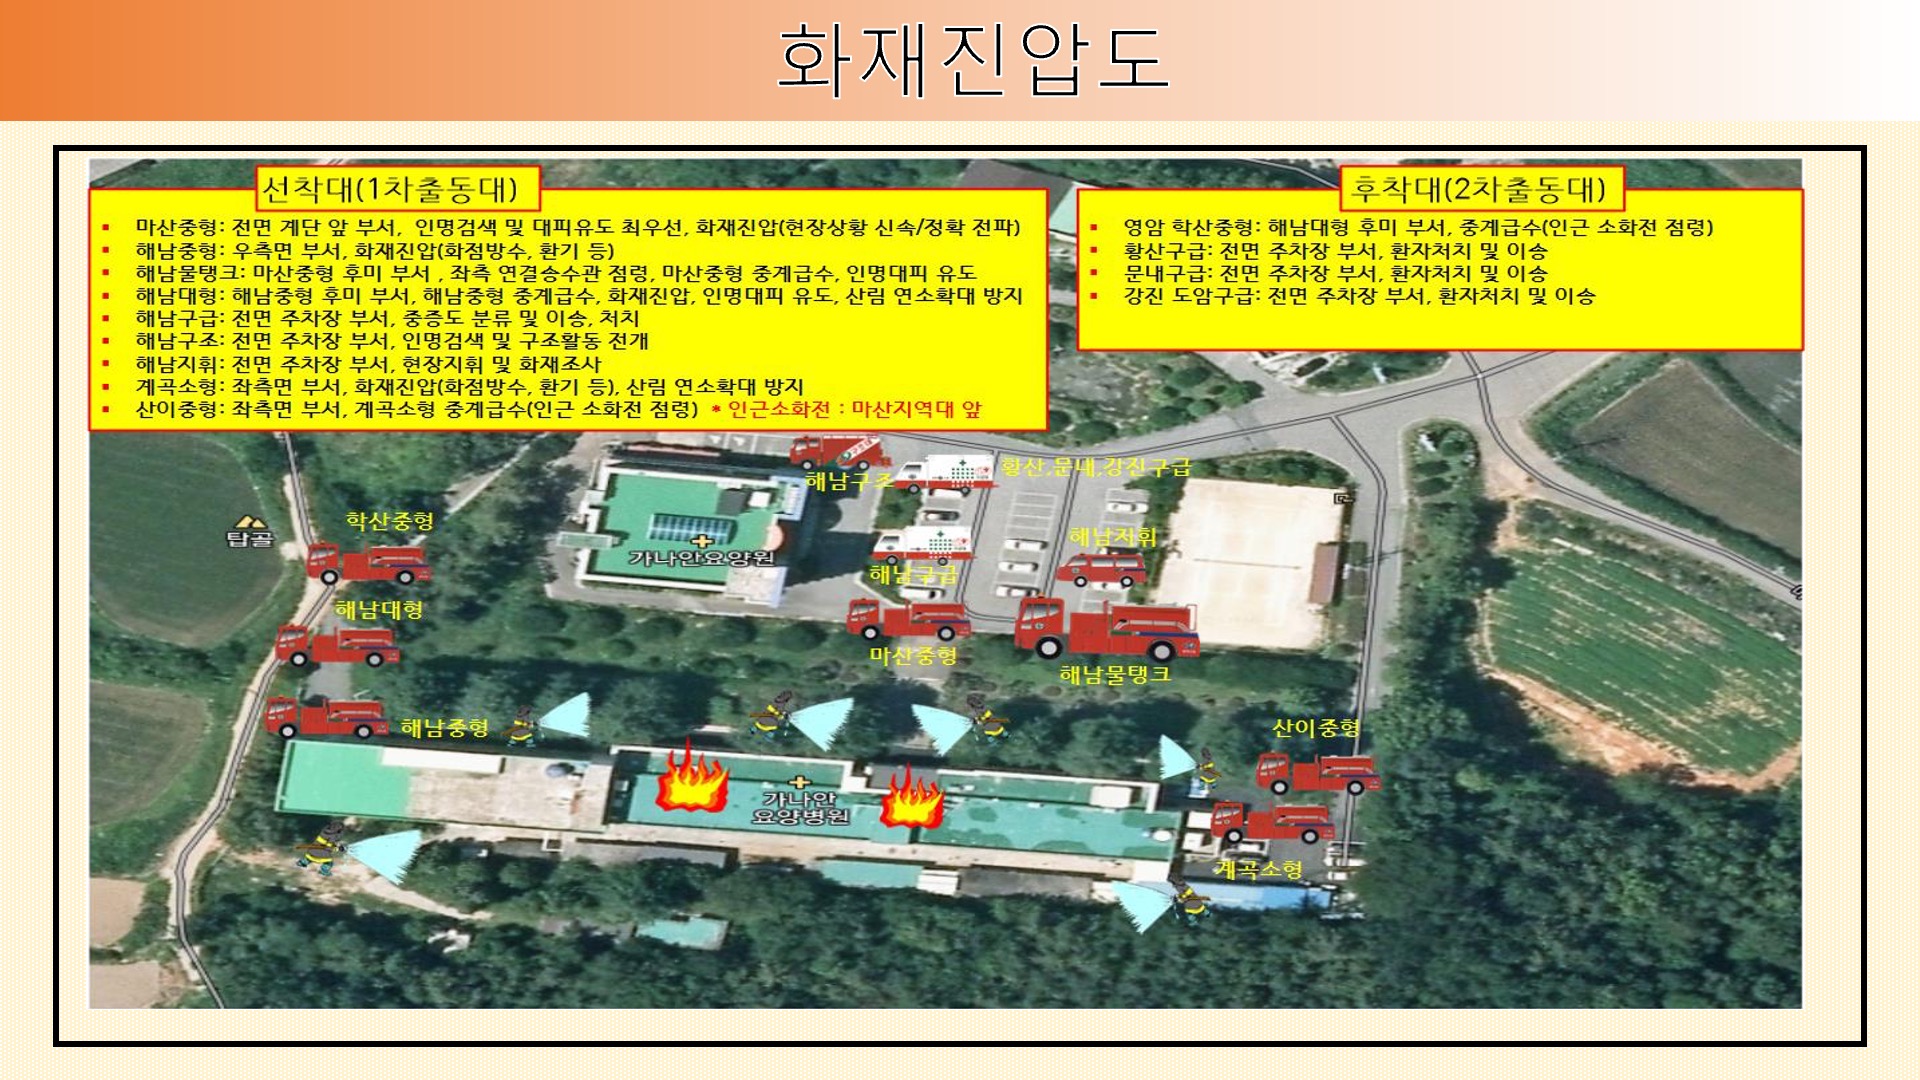 화재진압도
선착대(1차출동대)
▪ 마산중형: 전면 계단 앞 부서, 인명검색 및 대피유도 최우선, 화재진압(현장상황 신속/정확 전파)
▪ 해남중형: 우측면 부서, 화재진압(화점방수, 환기 등)
▪ 해남물탱크: 마산중형 후미 부서 , 좌측 연결송수관 점령, 마산중형 중계급수, 인명대피 유도
▪ 해남대형: 해남중형 후미 부서, 해남중형 중계급수, 화재진압, 인명대피 유도, 산림 연소확대 방지
▪ 해남구급: 전면 주차장 부서, 중증도 분류 및 이송, 처치
▪ 해남구조: 전면 주차장 부서, 인명검색 및 구조활동 전개
▪ 해남지휘: 전면 주차장 부서, 현장지휘 및 화재조사
▪ 계곡소형: 좌측면 부서, 화재진압(화점방수, 환기 등), 산림 연소확대 방지
▪ 산이중형: 좌측면 부서, 계곡소형 중계급수(인근 소화전 점령) * 인근소화전 : 마산지역대 앞
후착대(2차출동대)
▪ 영암 학산중형: 해남대형 후미 부서, 중계급수(인근 소화전 점령)
▪ 황산구급: 전면 주차장 부서, 환자처치 및 이송
▪ 문내구급: 전면 주차장 부서, 환자처치 및 이송
▪ 강진 도암구급: 전면 주차장 부서, 환자처치 및 이송
해남구조
황산,문내,강진구급
학산중형
탑골
가나안요양원
해남지휘
해남구급
해남대형
마산중형
해남물탱크
해남중형
산이중형
가나안
요양병원
계곡소형